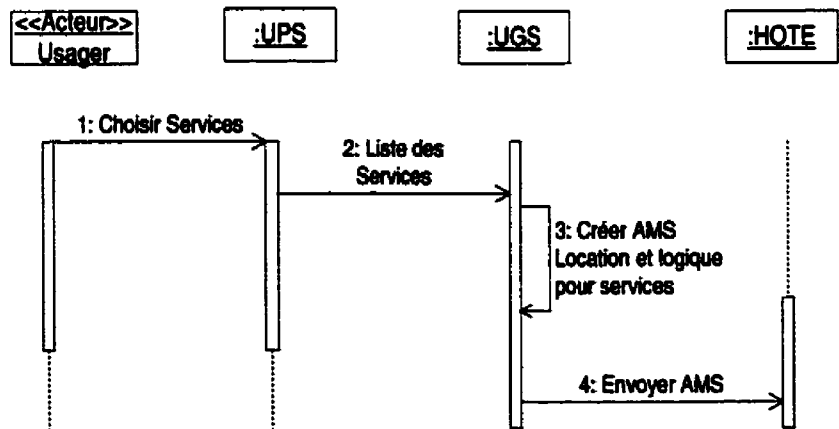 <<Acteur>>
Usager
:UPS
:UGS
:HOTE
1: Choisir Services
2: Liste des
Services
3: Créer AMS
Location et logique
pour services
4: Envoyer AMS